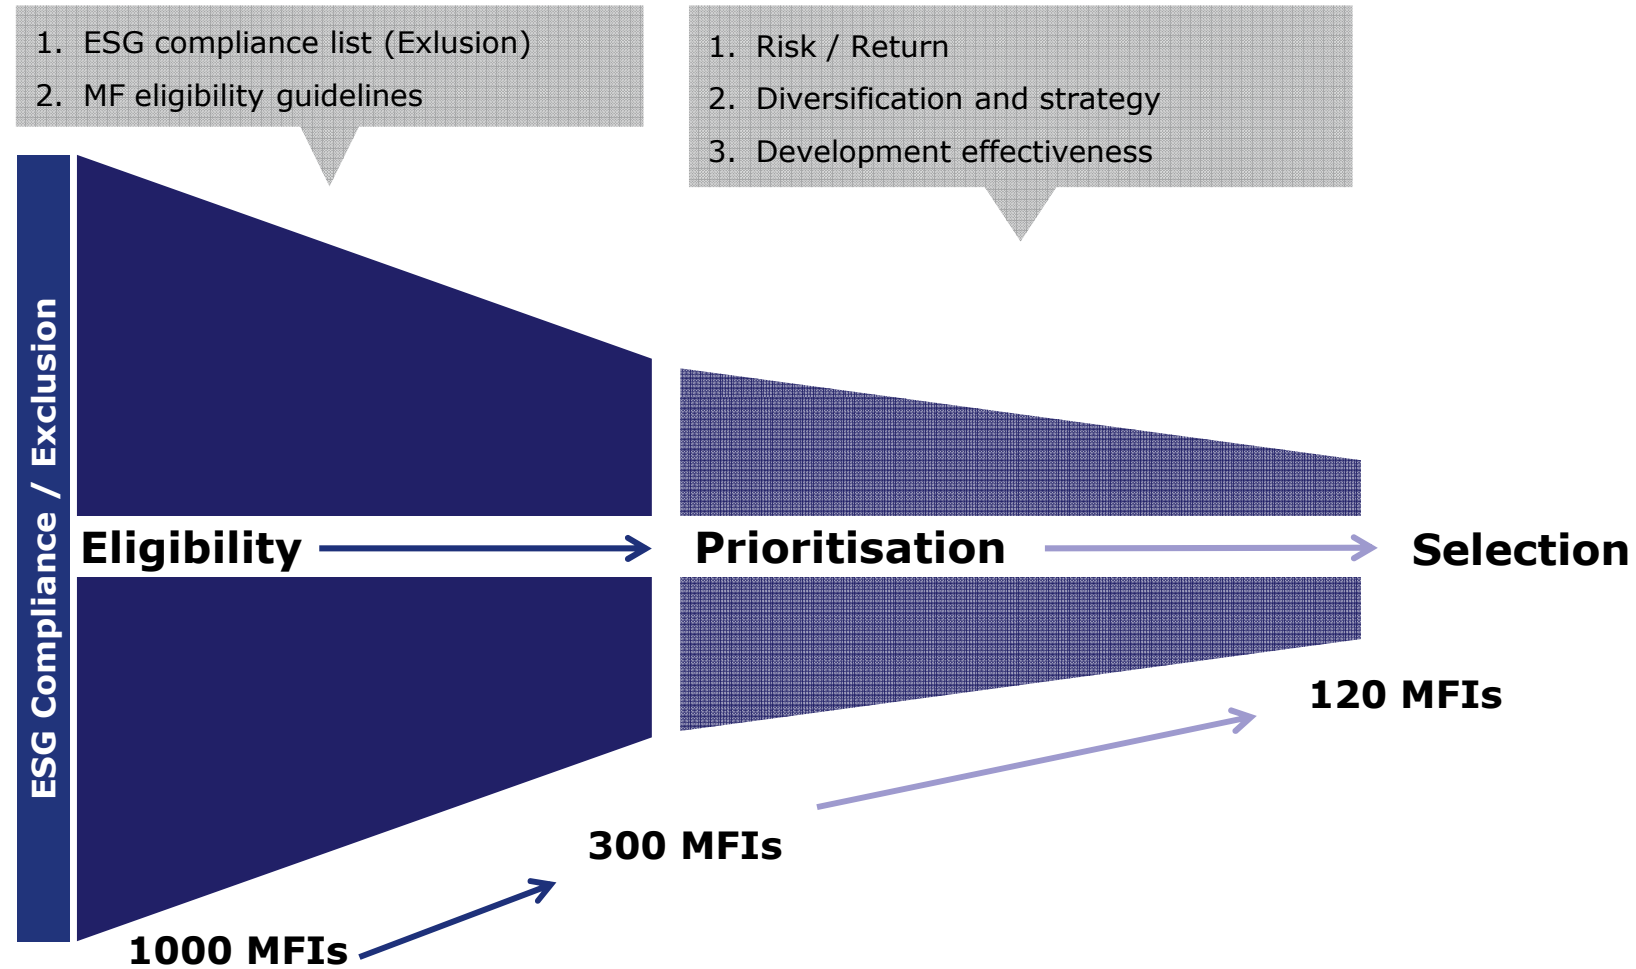 1. ESG compliance list (Exlusion)
2. MF eligibility guidelines
1. Risk / Return
2. Diversification and strategy
3. Development effectiveness
ESG Compliance / Exclusion
Eligibility
Prioritisation
Selection
120 MFIs
300 MFIs
1000 MFIs